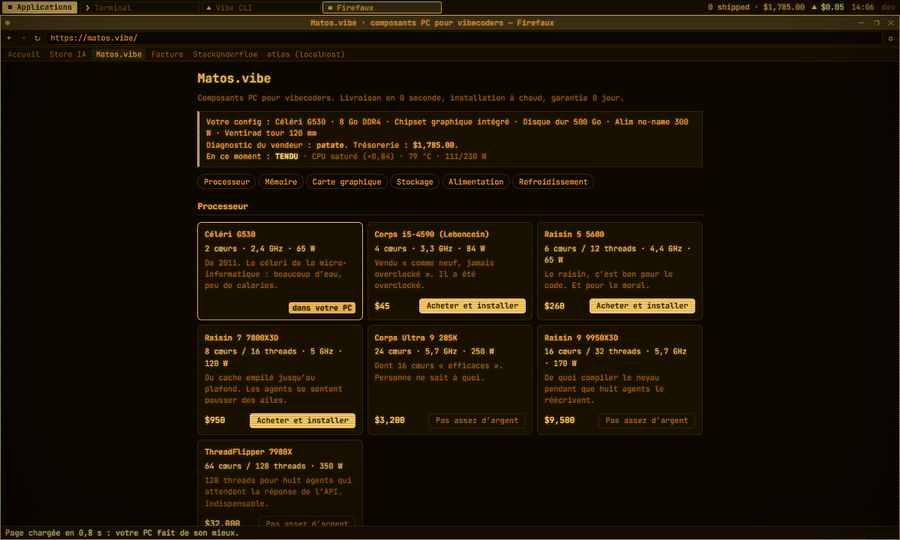 Applications
Terminal
Vibe CLI
Firefaux
0 shipped · $1,785.00 ▲ $0.05 14:06 dev
Matos.vibe · composants PC pour vibecoders — Firefaux
https://matos.vibe/
Accueil Store IA Matos.vibe Facture StackUnderflow atlas (localhost)
Matos.vibe
Composants PC pour vibecoders. Livraison en 0 seconde, installation à chaud, garantie 0 jour.
Votre config : Céléri G530 · 8 Go DDR4 · Chipset graphique intégré · Disque dur 500 Go · Alim no-name 300
W · Ventirad tour 120 mm
Diagnostic du vendeur : patate. Trésorerie : $1,785.00.
En ce moment : TENDU · CPU saturé (×0,84) · 79 °C · 111/230 W
Processeur Mémoire Carte graphique Stockage Alimentation Refroidissement
Processeur
Céléri G530
2 cœurs · 2,4 GHz · 65 W
De 2011. Le céleri de la micro-
informatique : beaucoup d'eau,
peu de calories.
dans votre PC
Corps i5-4590 (Leboncoin)
4 cœurs · 3,3 GHz · 84 W
Vendu « comme neuf, jamais
overclocké ». Il a été
overclocké.
$45 Acheter et installer
Raisin 5 5600
6 cœurs / 12 threads · 4,4 GHz ·
65 W
Le raisin, c'est bon pour le
code. Et pour le moral.
$260 Acheter et installer
Raisin 7 7800X3D
8 cœurs / 16 threads · 5 GHz ·
120 W
Du cache empilé jusqu'au
plafond. Les agents se sentent
pousser des ailes.
$950 Acheter et installer
Corps Ultra 9 285K
24 cœurs · 5,7 GHz · 250 W
Dont 16 cœurs « efficaces ».
Personne ne sait à quoi.
$3,200 Pas assez d'argent
Raisin 9 9950X3D
16 cœurs / 32 threads · 5,7 GHz
· 170 W
De quoi compiler le noyau
pendant que huit agents le
réécrivent.
$9,500 Pas assez d'argent
ThreadFlipper 7980X
64 cœurs / 128 threads · 350 W
128 threads pour huit agents qui
attendent la réponse de l'API.
Indispensable.
$32,000 Pas assez d'argent
Page chargée en 0,8 s : votre PC fait de son mieux.